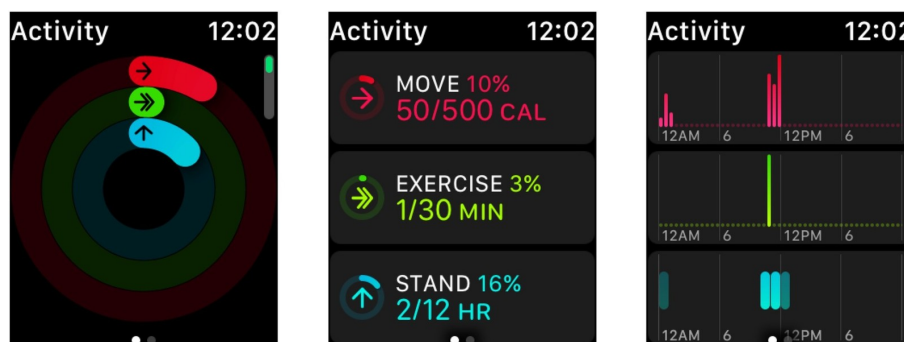 Activity 12:02
Activity 12:02
MOVE 10%
50/500 CAL
EXERCISE 3%
1/30 MIN
STAND 16%
2/12 HR
Activity 12:02
12AM 6 12PM 6
12AM 6 12PM 6
12AM 6 12PM 6